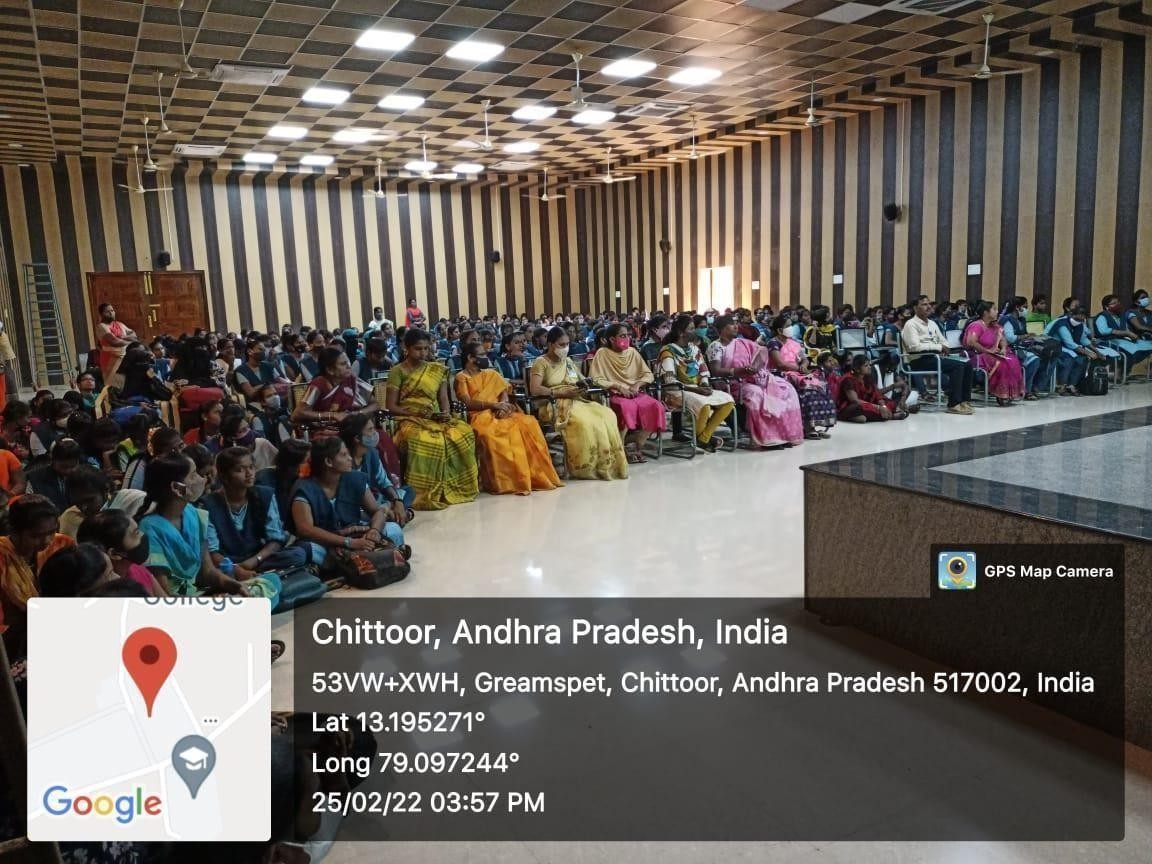 GPS Map Camera
College
Chittoor, Andhra Pradesh, India
53VW+XWH, Greamspet, Chittoor, Andhra Pradesh 517002, India
Lat 13.195271°
Long 79.097244°
25/02/22 03:57 PM
Google